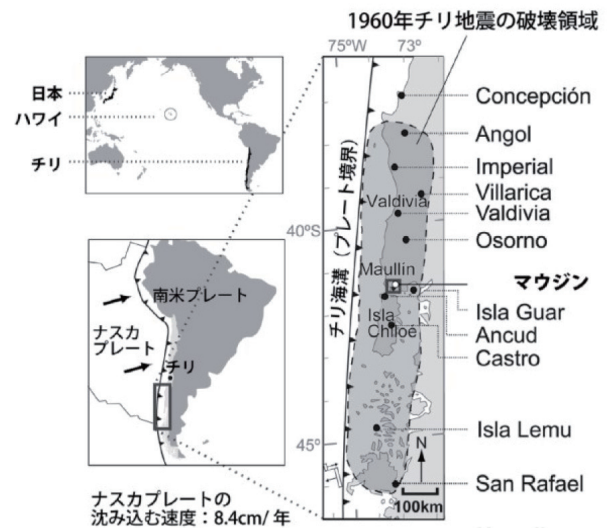 1960年チリ地震の破壊領域
75°W 73°
日本
ハワイ
チリ
Concepción
Angol
Imperial
Villarica
Valdivia
Valdivia
Osorno
40°S
チリ海溝（プレート境界）
Maullin
マウジン
Isla Guar
Isla
Chiloé
Ancud
Castro
南米プレート
ナスカ
プレート
チリ
Isla Lemu
45°
N
San Rafael
100km
ナスカプレートの
沈み込む速度：8.4cm/年